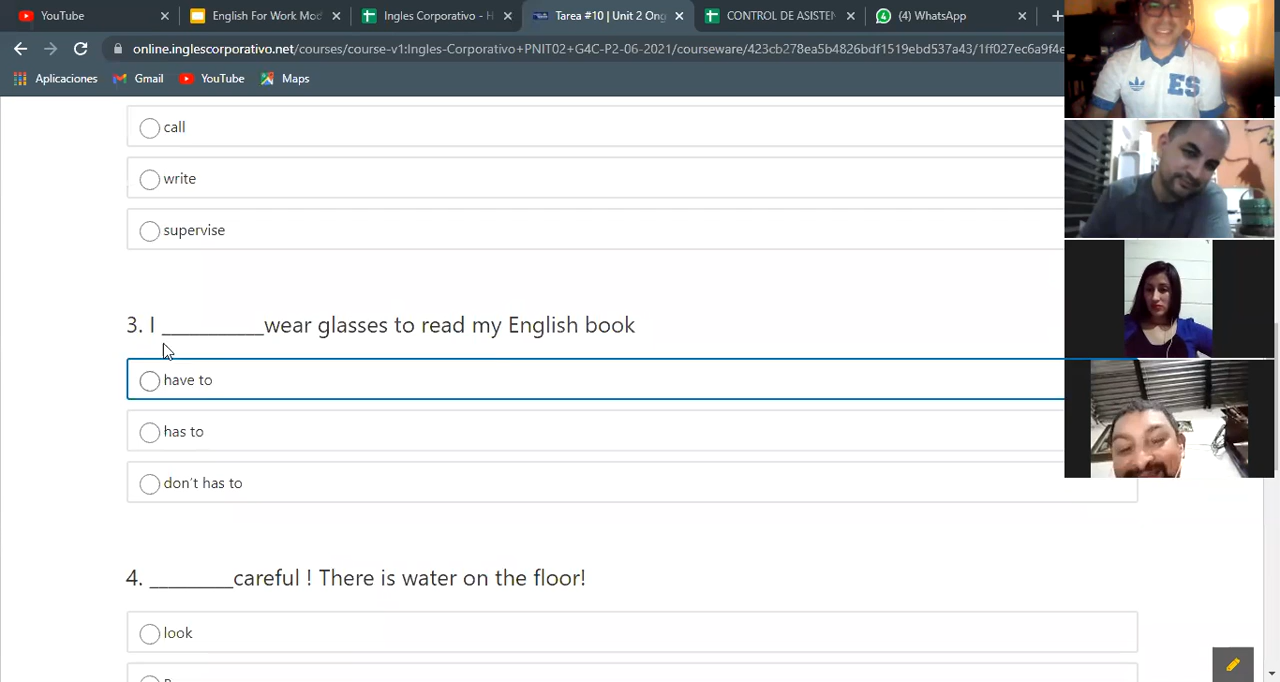 YouTube
English For Work Mod
Ingles Corporativo - H
Tarea #10 | Unit 2 Ong
CONTROL DE ASISTEN
(4) WhatsApp
online.inglescorporativo.net/courses/course-v1:Ingles-Corporativo+PNIT02+G4C-P2-06-2021/courseware/423cb278ea5b4826bdf1519ebd537a43/1ff027ec6a9f4e
Aplicaciones
Gmail
YouTube
Maps
ES
call
write
supervise
3. I ___________wear glasses to read my English book
have to
has to
don't has to
4. _________careful ! There is water on the floor!
look